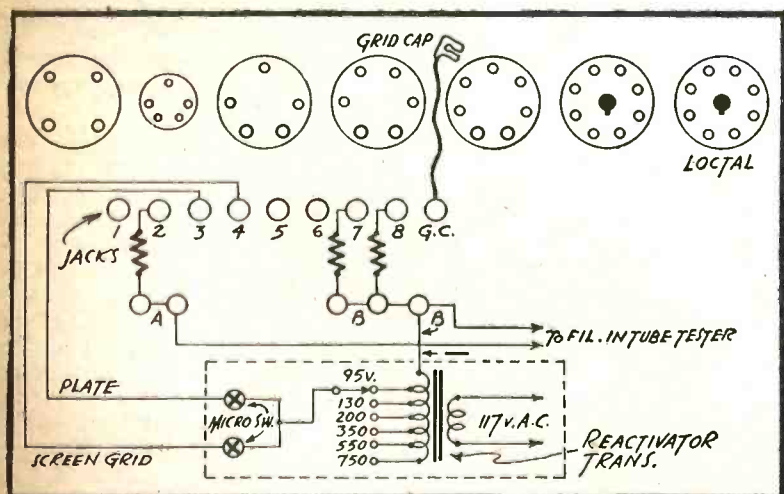 GRID CAP
LOCTAL
1 2 3 4 5 6 7 8 G.C.
JACKS
A B B
TO FIL. IN TUBE TESTER
PLATE
MICRO SW.
SCREEN GRID
95V.
130
200
350
550
750
117 V. A.C.
REACTIVATOR
TRANS.